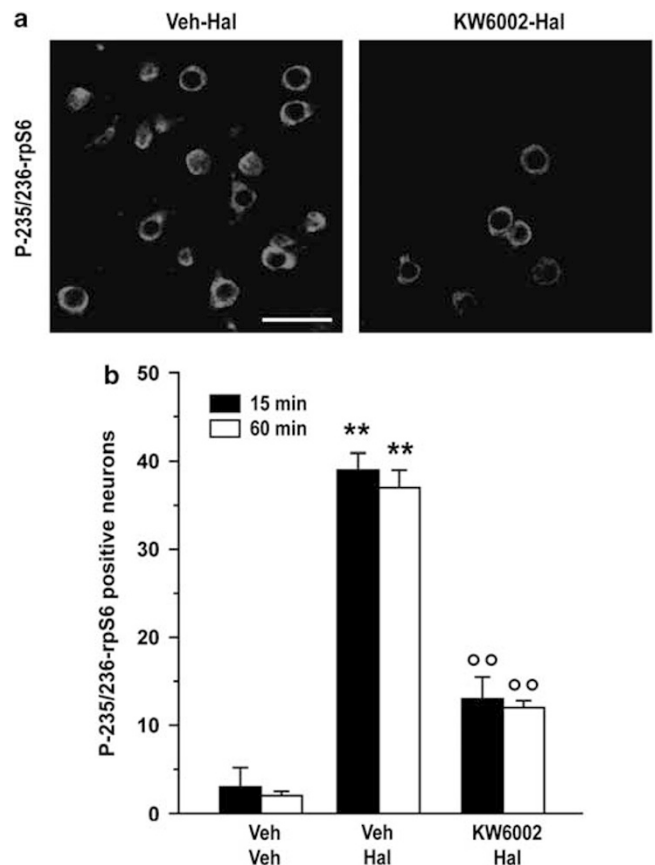 a
Veh-Hal
KW6002-Hal
P-235/236-rpS6
b
P-235/236-rpS6 positive neurons
50
40
30
20
10
0
15 min
60 min
**
**
°°
°°
Veh
Veh
Veh
Hal
KW6002
Hal